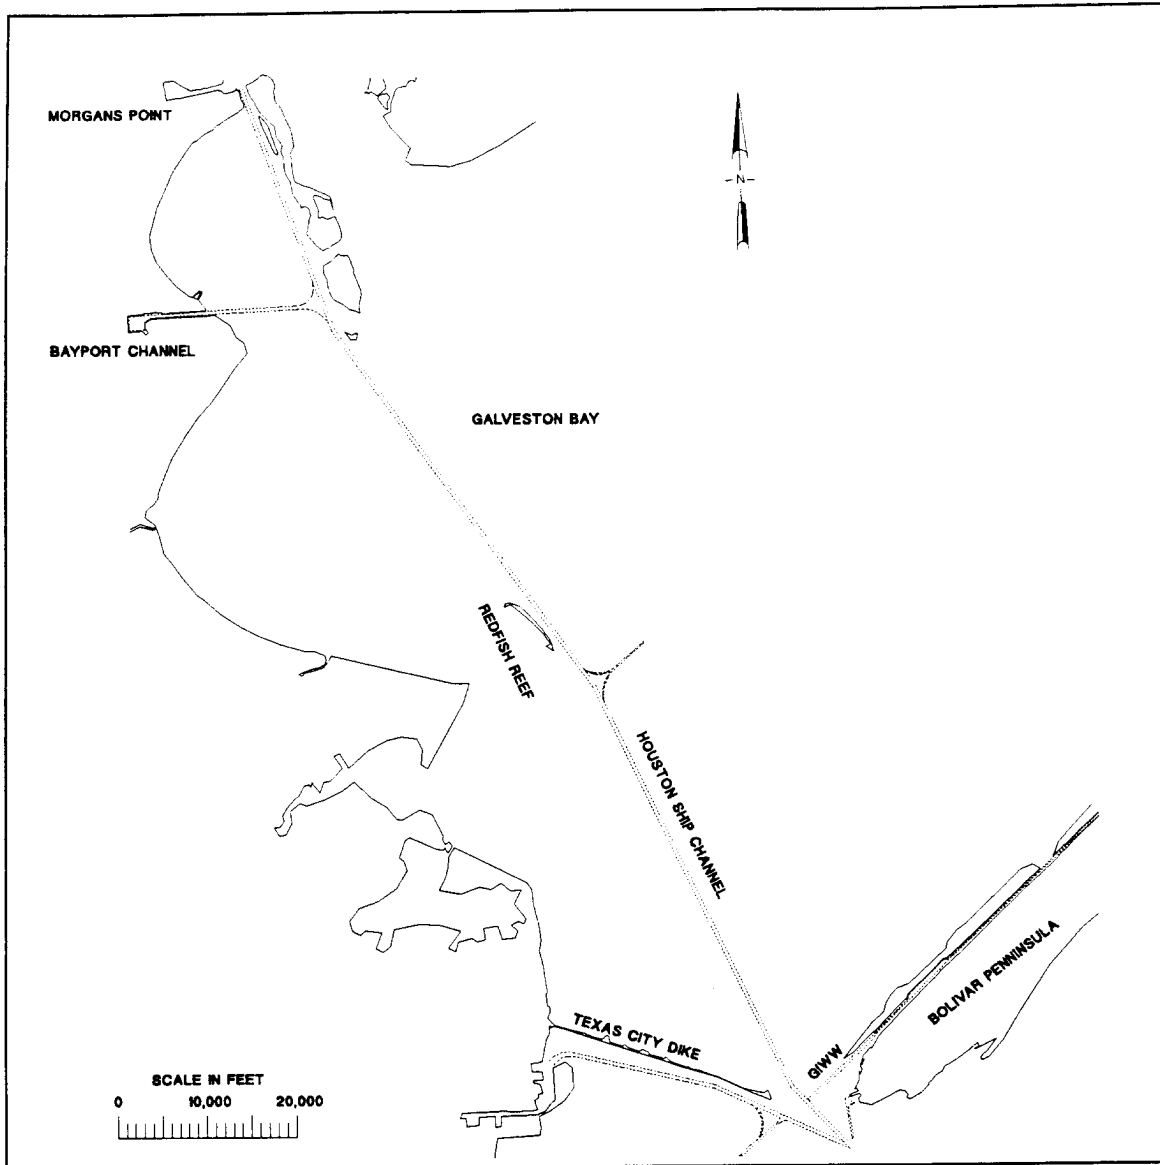 MORGANS POINT
N
BAYPORT CHANNEL
GALVESTON BAY
REDFISH REEF
HOUSTON SHIP CHANNEL
BOLIVAR PENNINSULA
GIWW
TEXAS CITY DIKE
SCALE IN FEET
0 10,000 20,000